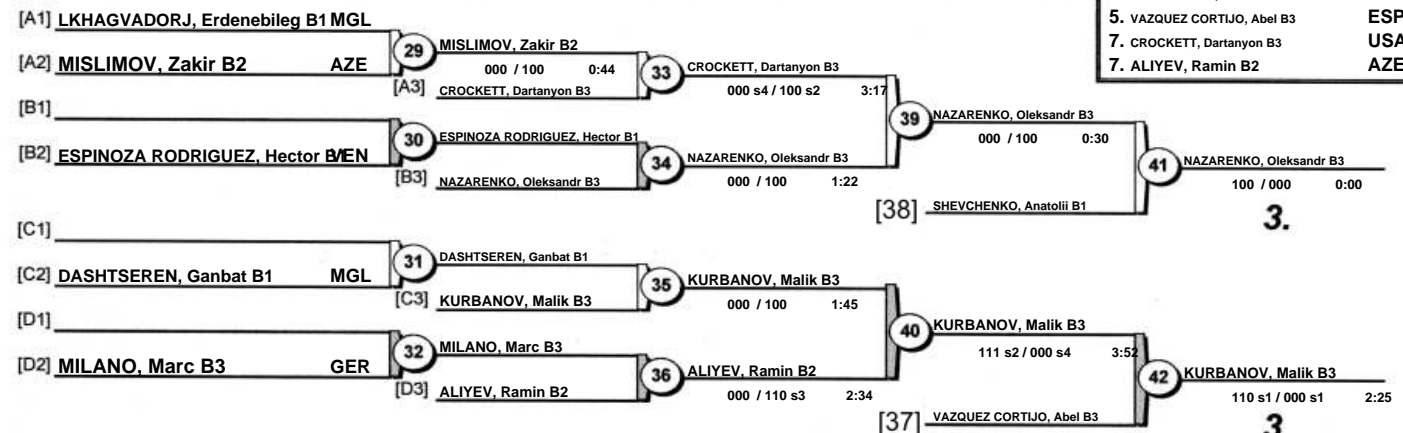 5. VAZQUEZ CORTIJO, Abel B3 ESP
7. CROCKETT, Dartanyon B3 USA
7. ALIYEV, Ramin B2 AZE
[A1] LKHAGVADORJ, Erdenebileg B1 MGL
29 MISLIMOV, Zakir B2
[A2] MISLIMOV, Zakir B2 AZE
000 / 100 0:44
33 CROCKETT, Dartanyon B3
[A3] CROCKETT, Dartanyon B3
000 s4 / 100 s2 3:17
[B1]
39 NAZARENKO, Oleksandr B3
000 / 100 0:30
30 ESPINOZA RODRIGUEZ, Hector B1
[B2] ESPINOZA RODRIGUEZ, Hector B1 VEN
34 NAZARENKO, Oleksandr B3
41 NAZARENKO, Oleksandr B3
[B3] NAZARENKO, Oleksandr B3
000 / 100 1:22
100 / 000 0:00
[38] SHEVCHENKO, Anatolii B1
3.
[C1]
31 DASHTSEREN, Ganbat B1
[C2] DASHTSEREN, Ganbat B1 MGL
35 KURBANOV, Malik B3
[C3] KURBANOV, Malik B3
000 / 100 1:45
[D1]
40 KURBANOV, Malik B3
32 MILANO, Marc B3
111 s2 / 000 s4 3:52
[D2] MILANO, Marc B3 GER
36 ALIYEV, Ramin B2
42 KURBANOV, Malik B3
[D3] ALIYEV, Ramin B2
000 / 110 s3 2:34
110 s1 / 000 s1 2:25
[37] VAZQUEZ CORTIJO, Abel B3
3